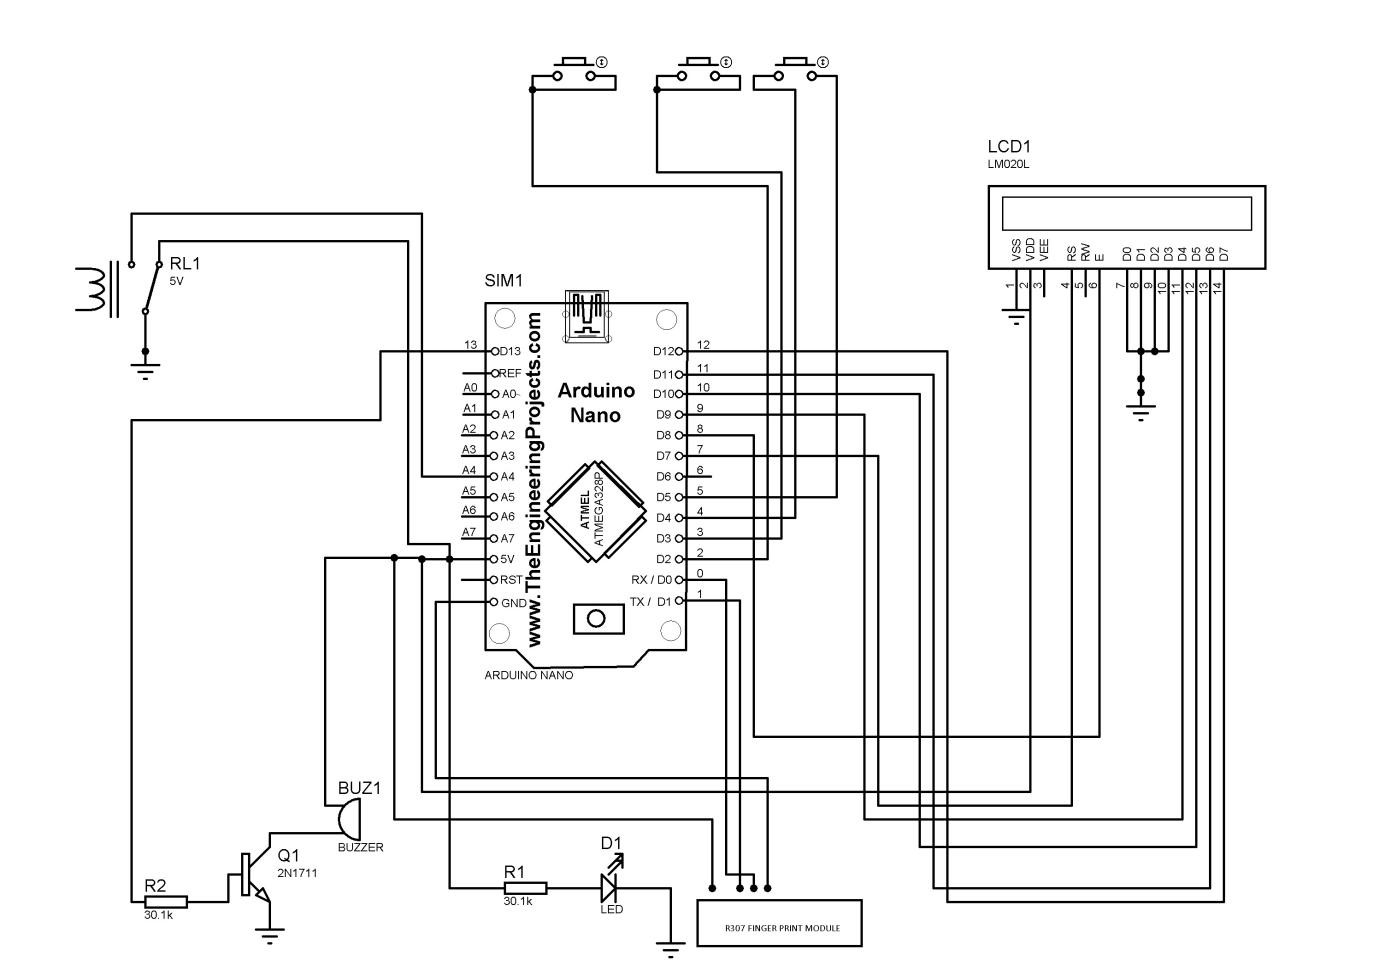 LCD1
LM020L
VSS
VDD
VEE
RS
RW
E
D0
D1
D2
D3
D4
D5
D6
D7
1
2
3
4
5
6
7
8
9
10
11
12
13
14
RL1
5V
SIM1
www.TheEngineeringProjects.com
Arduino
Nano
ATMEL
ATMEGA328P
13 D13
REF
A0 A0
A1 A1
A2 A2
A3 A3
A4 A4
A5 A5
A6 A6
A7 A7
5V
RST
GND
D12 12
D11 11
D10 10
D9 9
D8 8
D7 7
D6 6
D5 5
D4 4
D3 3
D2 2
RX / D0 0
TX / D1 1
ARDUINO NANO
BUZ1
BUZZER
Q1
2N1711
R2
30.1k
R1
30.1k
D1
LED
R307 FINGER PRINT MODULE